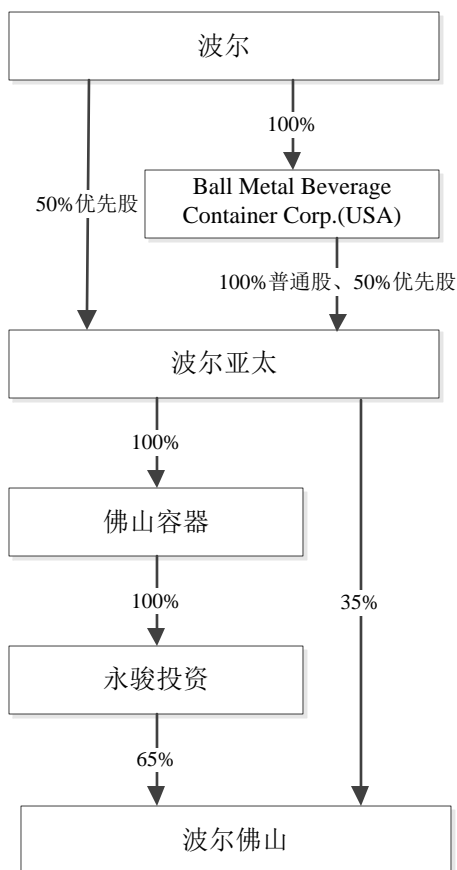 波尔
100%
50%优先股
Ball Metal Beverage
Container Corp.(USA)
100%普通股、50%优先股
波尔亚太
100%
佛山容器
100%
35%
永骏投资
65%
波尔佛山